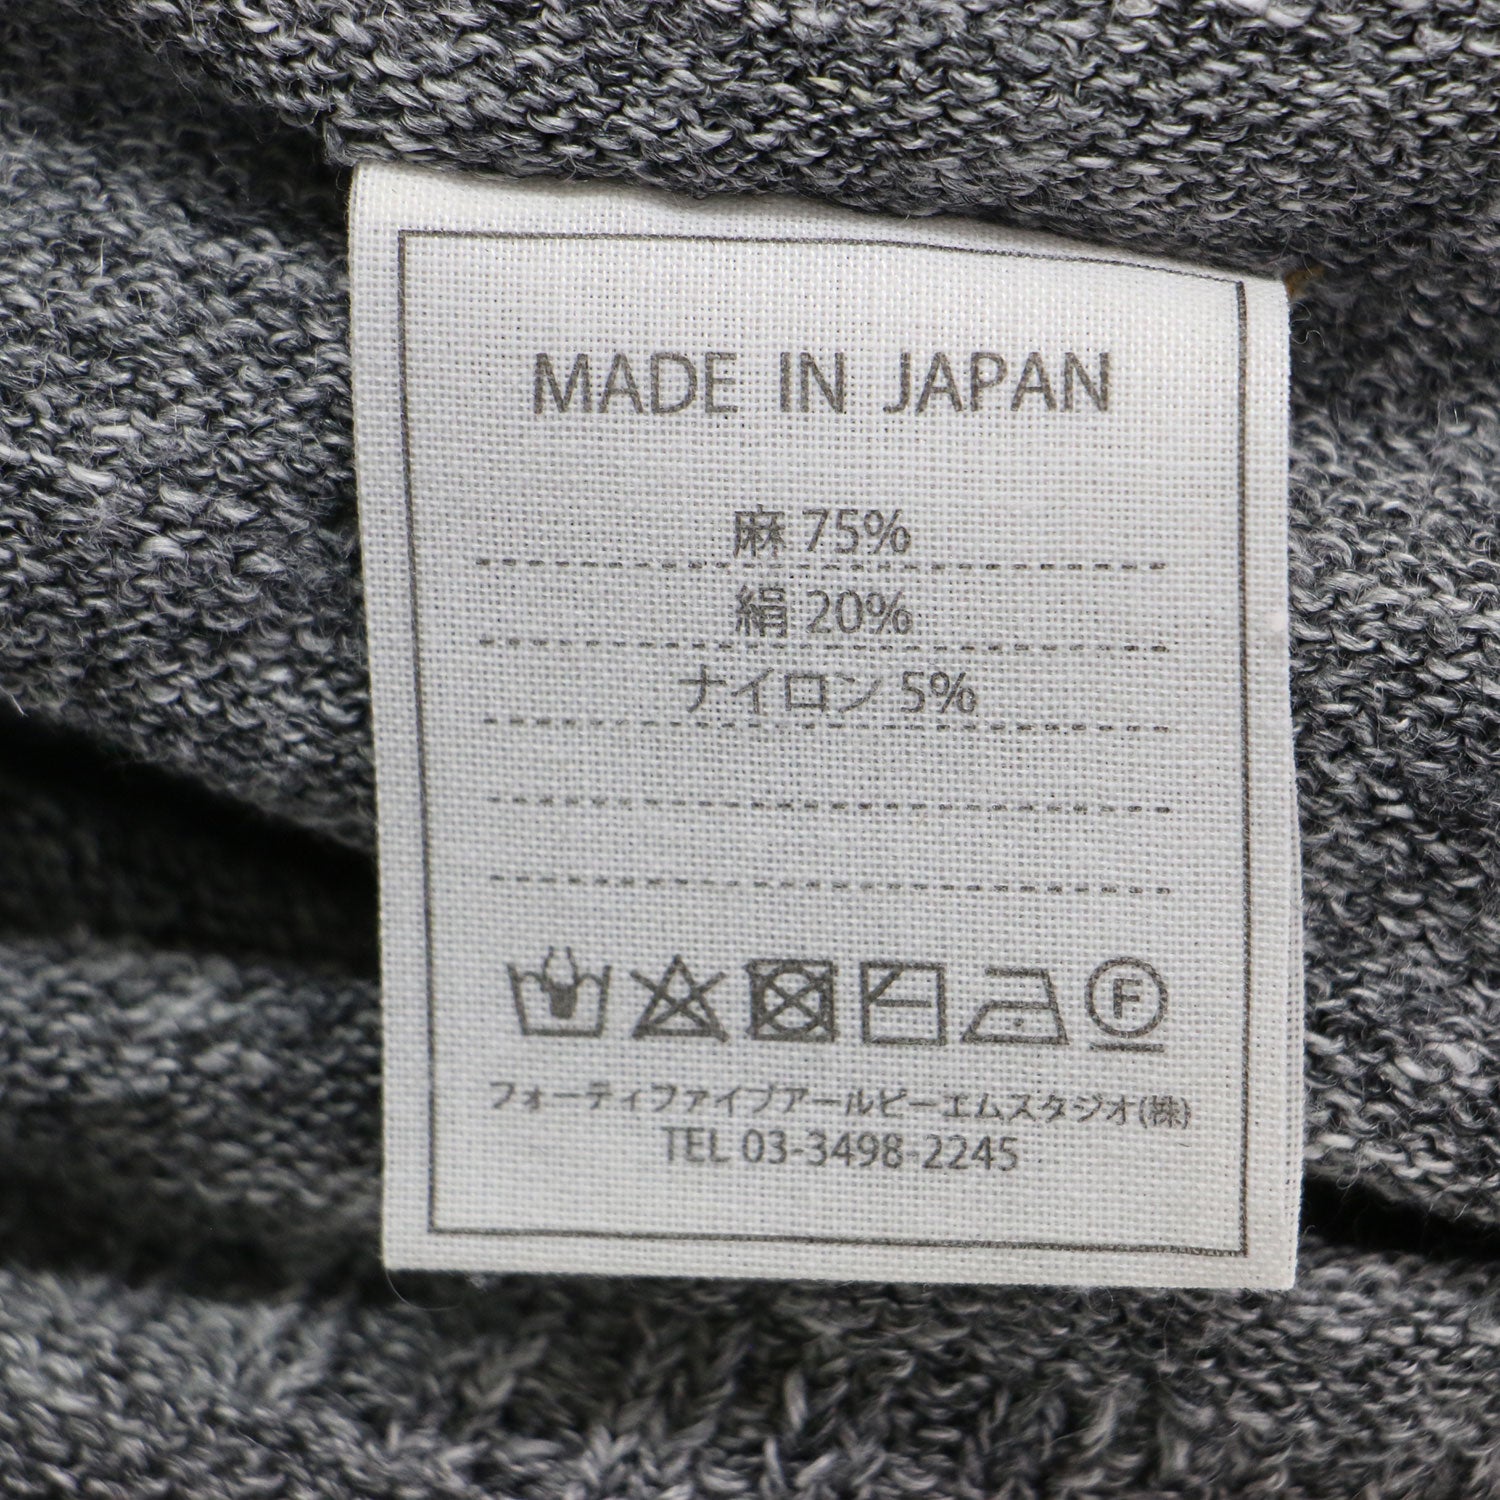 MADE IN JAPAN
麻 75%
絹 20%
ナイロン 5%
F
フォーティファイブアールピーエムスタジオ(株)
TEL 03-3498-2245